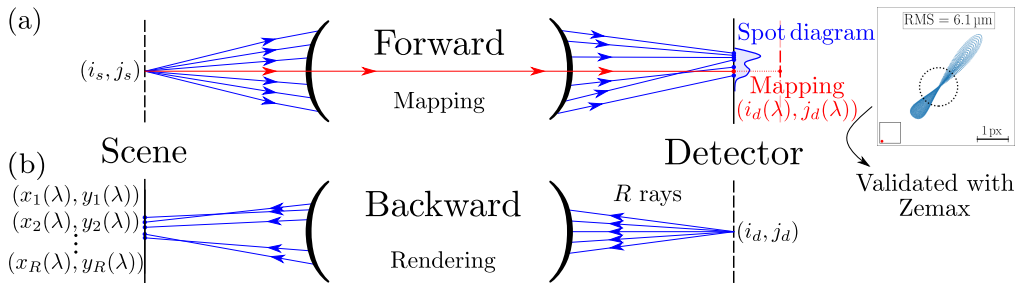 (a)
Forward
Mapping
(i_s, j_s)
Spot diagram
Mapping
(i_d(λ), j_d(λ))
RMS = 6.1 μm
1 px
Scene
Detector
Validated with
Zemax
(b)
Backward
Rendering
R rays
(x_1(λ), y_1(λ))
(x_2(λ), y_2(λ))
⋮
(x_R(λ), y_R(λ))
(i_d, j_d)